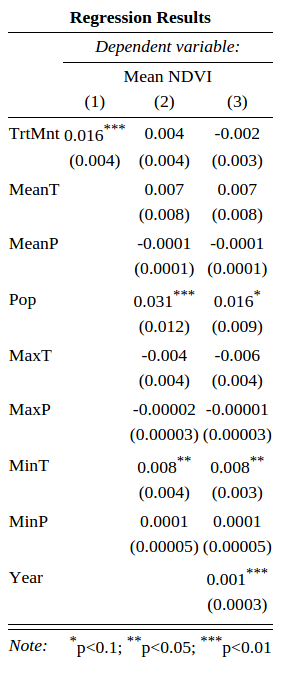 Regression Results
Dependent variable:
Mean NDVI
(1) (2) (3)
TrtMnt 0.016*** 0.004 -0.002
(0.004) (0.004) (0.003)
MeanT 0.007 0.007
(0.008) (0.008)
MeanP -0.0001 -0.0001
(0.0001) (0.0001)
Pop 0.031*** 0.016*
(0.012) (0.009)
MaxT -0.004 -0.006
(0.004) (0.004)
MaxP -0.00002 -0.00001
(0.00003) (0.00003)
MinT 0.008** 0.008**
(0.004) (0.003)
MinP 0.0001 0.0001
(0.00005) (0.00005)
Year 0.001***
(0.0003)
Note: *p<0.1; **p<0.05; ***p<0.01